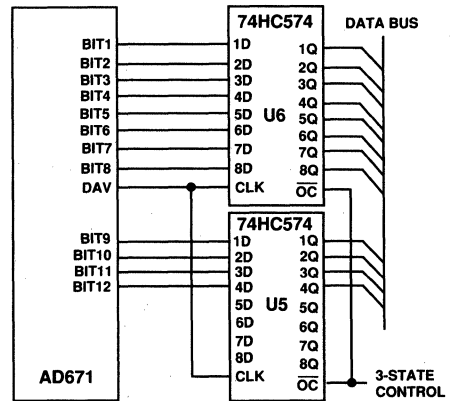 74HC574
DATA BUS
BIT1
BIT2
BIT3
BIT4
BIT5
BIT6
BIT7
BIT8
DAV
1D
2D
3D
4D
5D
6D
7D
8D
CLK
U6
1Q
2Q
3Q
4Q
5Q
6Q
7Q
8Q
OC
74HC574
BIT9
BIT10
BIT11
BIT12
1D
2D
3D
4D
5D
6D
7D
8D
CLK
U5
1Q
2Q
3Q
4Q
5Q
6Q
7Q
8Q
OC
AD671
3-STATE
CONTROL